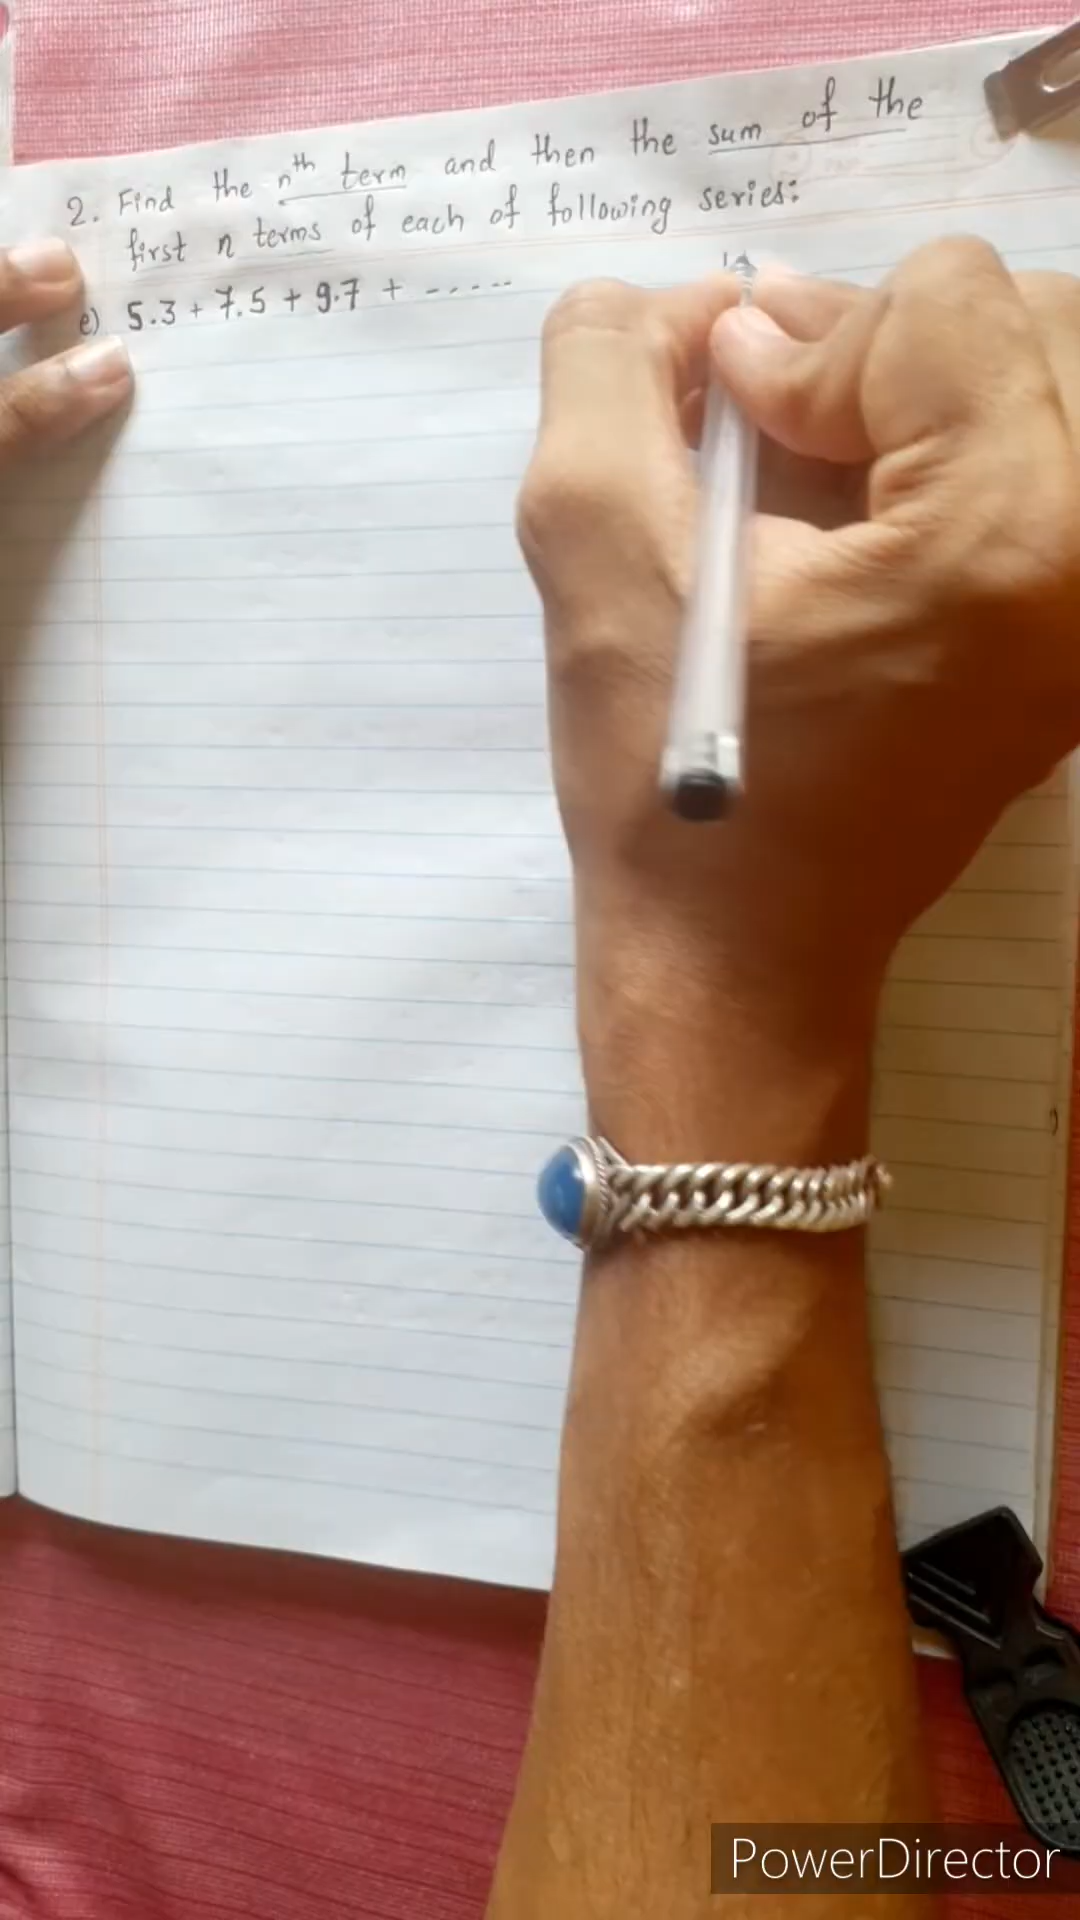 2. Find the nth term and then the sum of the
first n terms of each of following series:
e) 5.3 + 7.5 + 9.7 + -----
PowerDirector